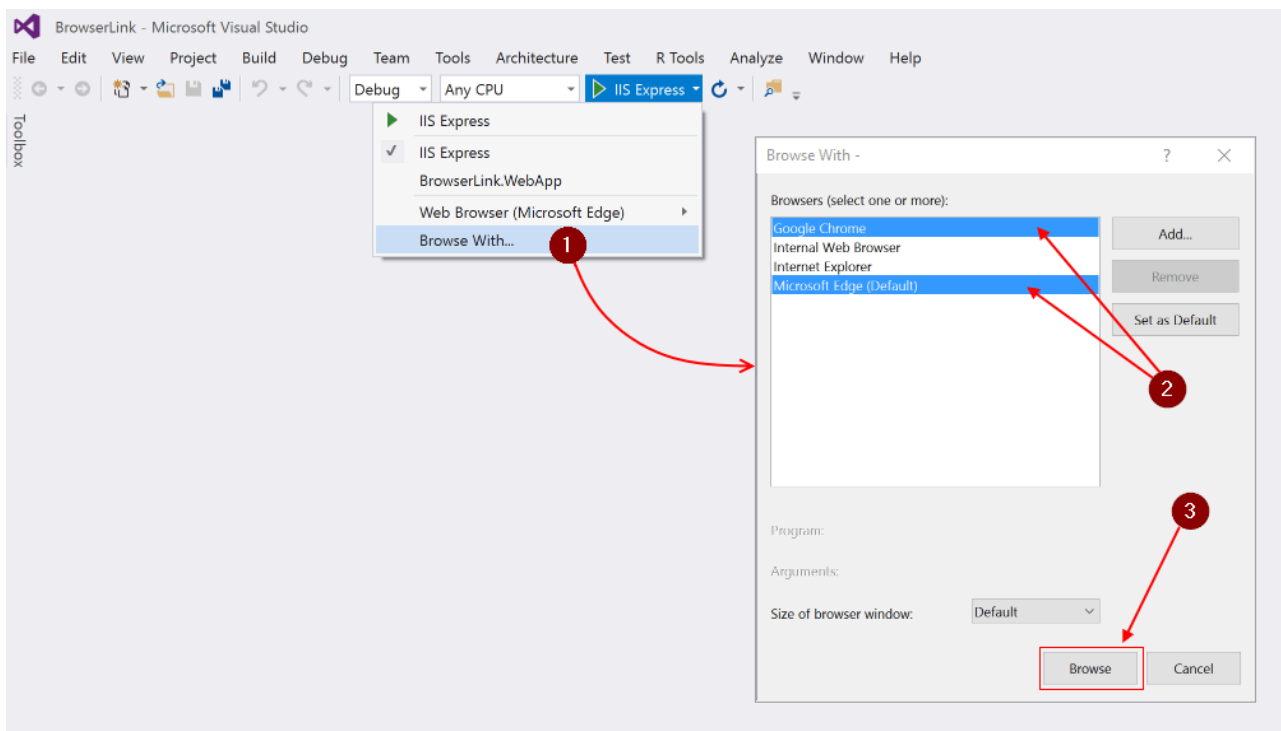 BrowserLink - Microsoft Visual Studio
File Edit View Project Build Debug Team Tools Architecture Test R Tools Analyze Window Help
Debug Any CPU IIS Express
Toolbox
IIS Express
IIS Express
BrowserLink.WebApp
Web Browser (Microsoft Edge)
Browse With...
1
Browse With -
?
Browsers (select one or more):
Google Chrome
Internal Web Browser
Internet Explorer
Microsoft Edge (Default)
Add...
Remove
Set as Default
2
3
Program:
Arguments:
Size of browser window: Default
Browse Cancel